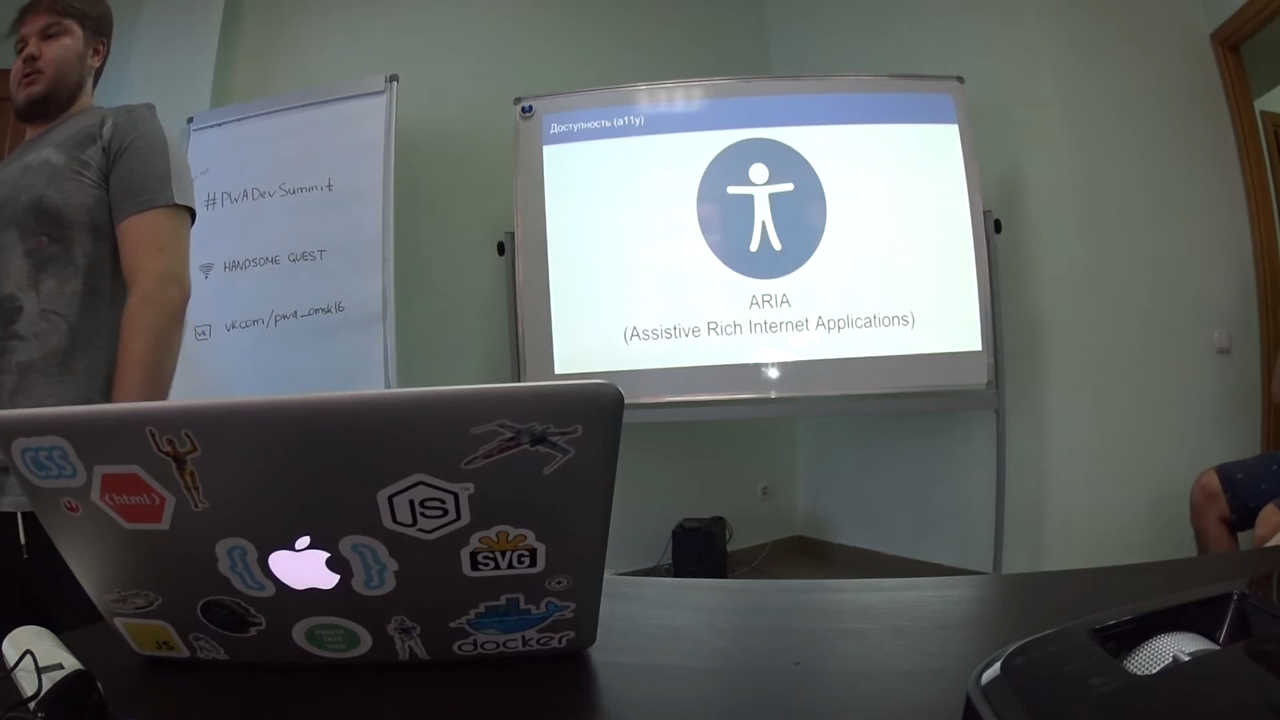 #PWADevSummit
HANDSOME GUEST
vk
vk.com/pwa_omsk16
Доступность (a11y)
ARIA
(Assistive Rich Internet Applications)
CSS
<html>
JS
SVG
JS
docker